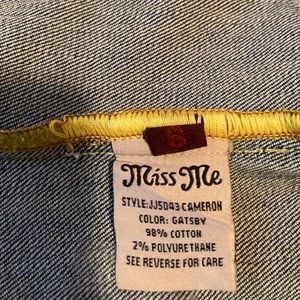 Miss Me
STYLE:JJ5043 CAMERON
COLOR: GATSBY
98% COTTON
2% POLYURETHANE
SEE REVERSE FOR CARE